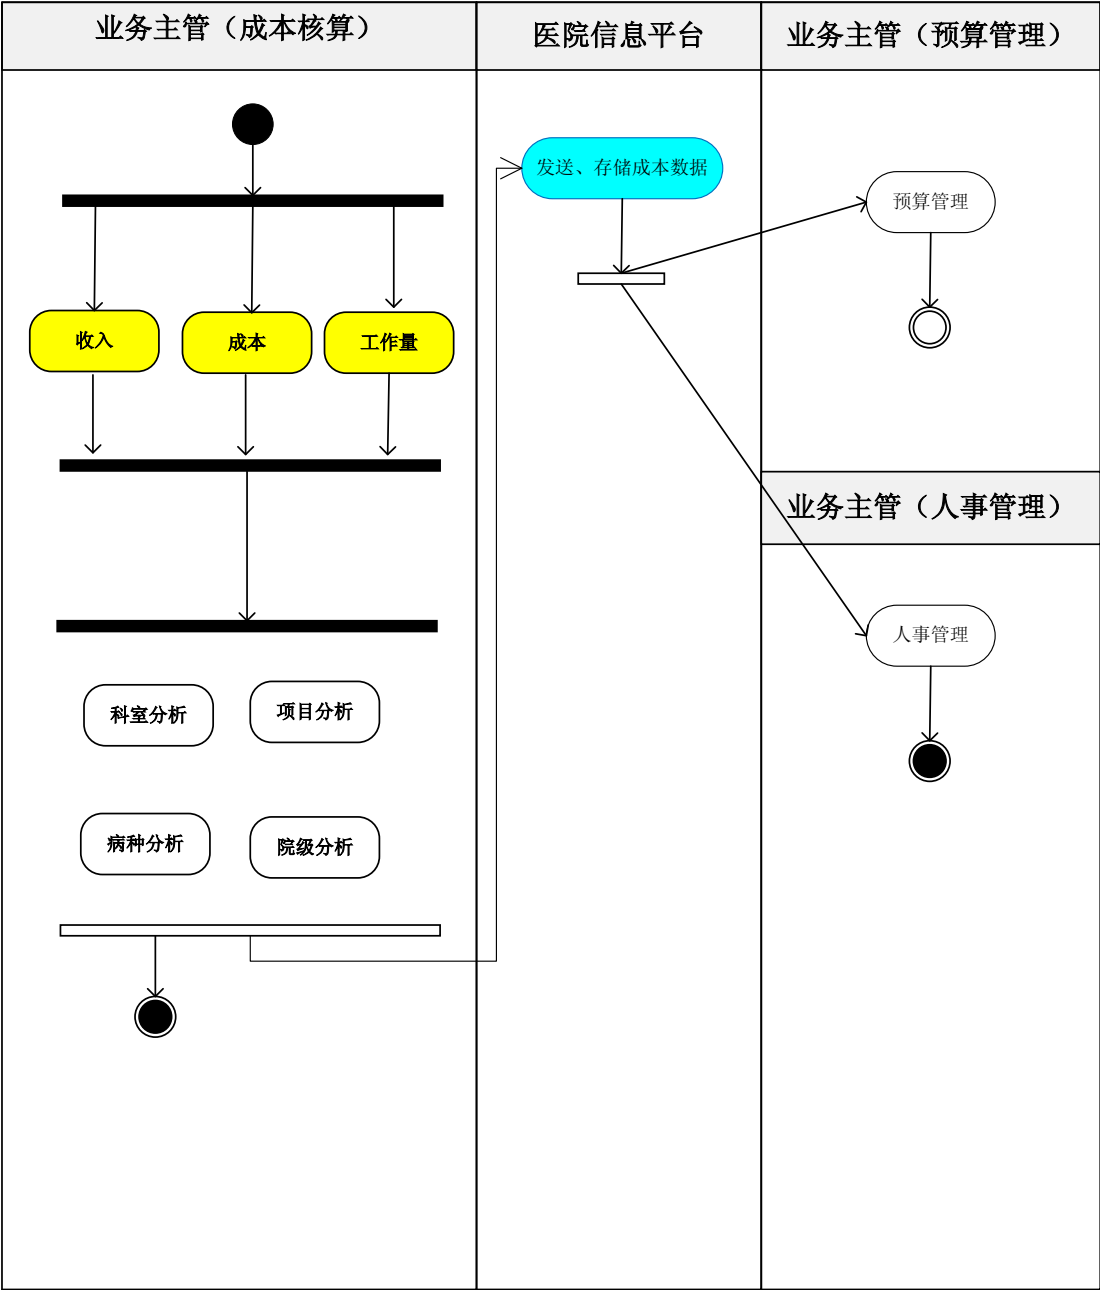 业务主管（成本核算）
医院信息平台
业务主管（预算管理）
发送、存储成本数据
预算管理
收入
成本
工作量
业务主管（人事管理）
人事管理
科室分析
项目分析
病种分析
院级分析